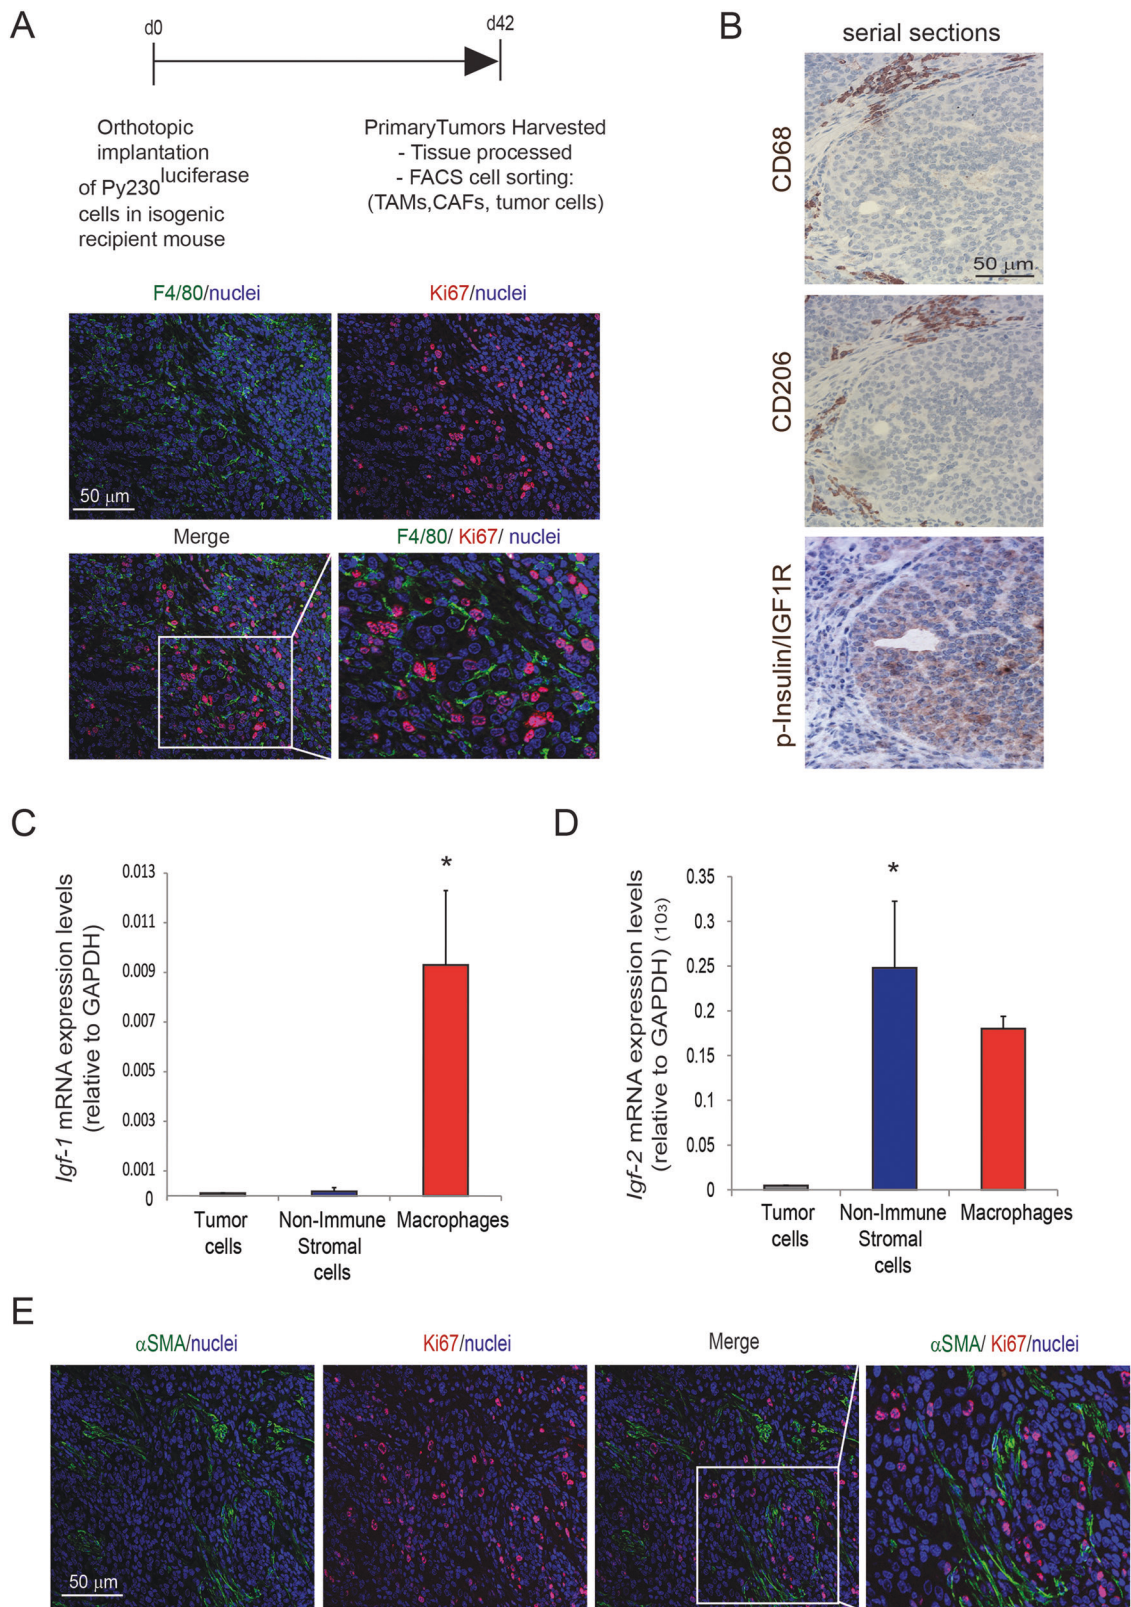 A
d0
d42
Orthotopic
implantation
of Py230luciferase
cells in isogenic
recipient mouse
PrimaryTumors Harvested
- Tissue processed
- FACS cell sorting:
(TAMs,CAFs, tumor cells)
F4/80/nuclei
Ki67/nuclei
50 μm
Merge
F4/80/ Ki67/ nuclei
B
serial sections
CD68
50 μm
CD206
p-Insulin/IGF1R
C
Igf-1 mRNA expression levels
(relative to GAPDH)
0.013
0.009
0.007
0.005
0.003
0.001
0
*
Tumor
cells
Non-Immune
Stromal
cells
Macrophages
D
Igf-2 mRNA expression levels
(relative to GAPDH) (103)
0.35
0.3
0.25
0.2
0.15
0.1
0.05
0
*
Tumor
cells
Non-Immune
Stromal
cells
Macrophages
E
αSMA/nuclei
Ki67/nuclei
Merge
αSMA/ Ki67/nuclei
50 μm